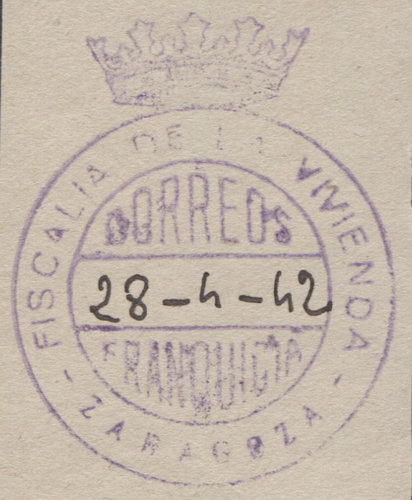 FISCALIA DE LA VIVIENDA
CORREOS
28-4-42
FRANQUICIA
- ZARAGOZA -